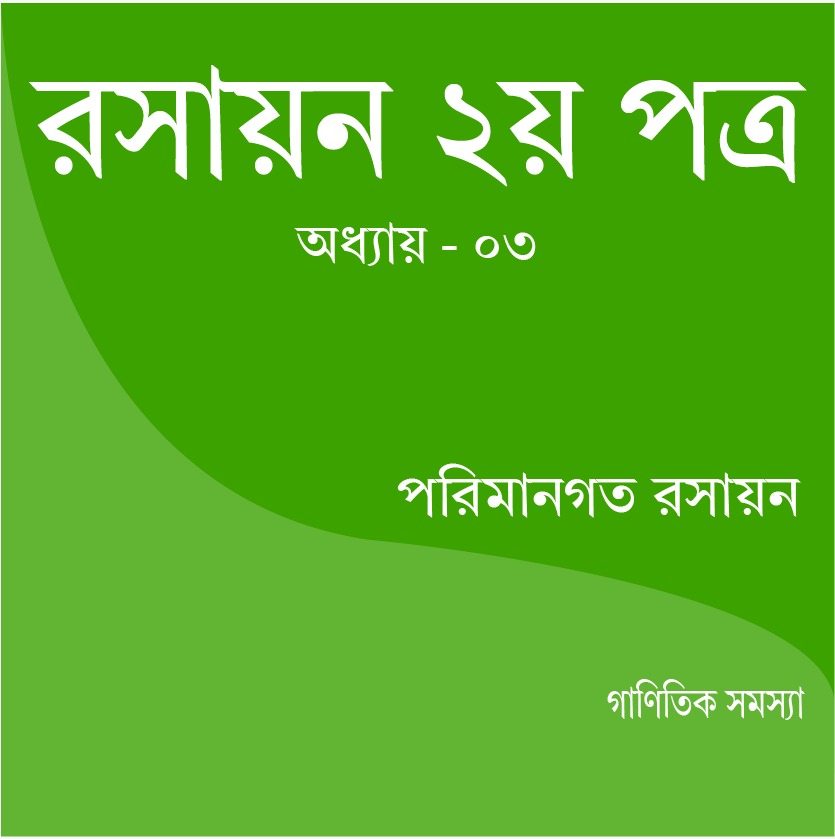 রসায়ন ২য় পত্র
অধ্যায় - ০৩
পরিমানগত রসায়ন
গাণিতিক সমস্যা